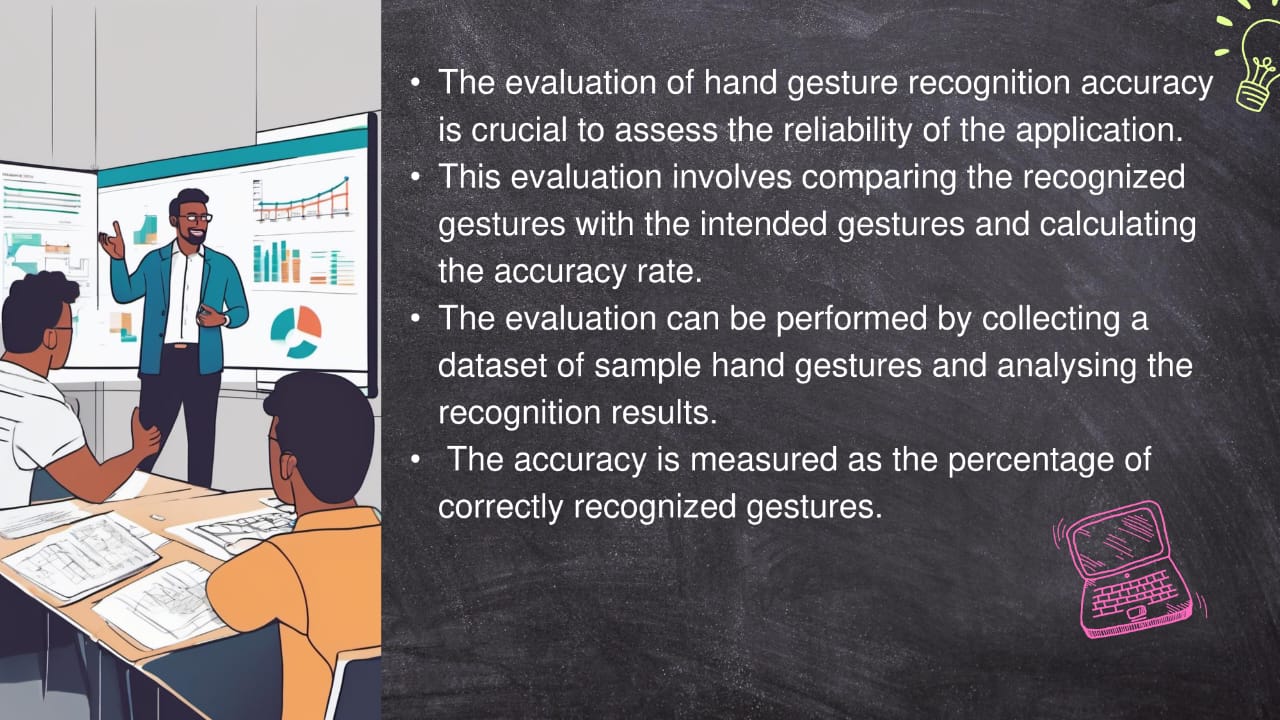 • The evaluation of hand gesture recognition accuracy
is crucial to assess the reliability of the application.
• This evaluation involves comparing the recognized
gestures with the intended gestures and calculating
the accuracy rate.
• The evaluation can be performed by collecting a
dataset of sample hand gestures and analysing the
recognition results.
• The accuracy is measured as the percentage of
correctly recognized gestures.